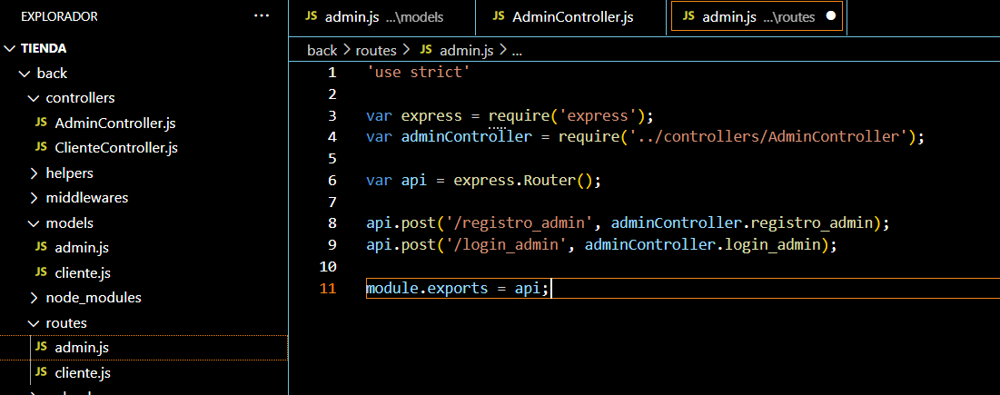 EXPLORADOR ...
TIENDA
back
controllers
JS AdminController.js
JS ClienteController.js
helpers
middlewares
models
JS admin.js
JS cliente.js
node_modules
routes
JS admin.js
JS cliente.js
JS admin.js ...\models
JS AdminController.js
JS admin.js ...\routes
back > routes > JS admin.js > ...
1 'use strict'
2
3 var express = require('express');
4 var adminController = require('../controllers/AdminController');
5
6 var api = express.Router();
7
8 api.post('/registro_admin', adminController.registro_admin);
9 api.post('/login_admin', adminController.login_admin);
10
11 module.exports = api;